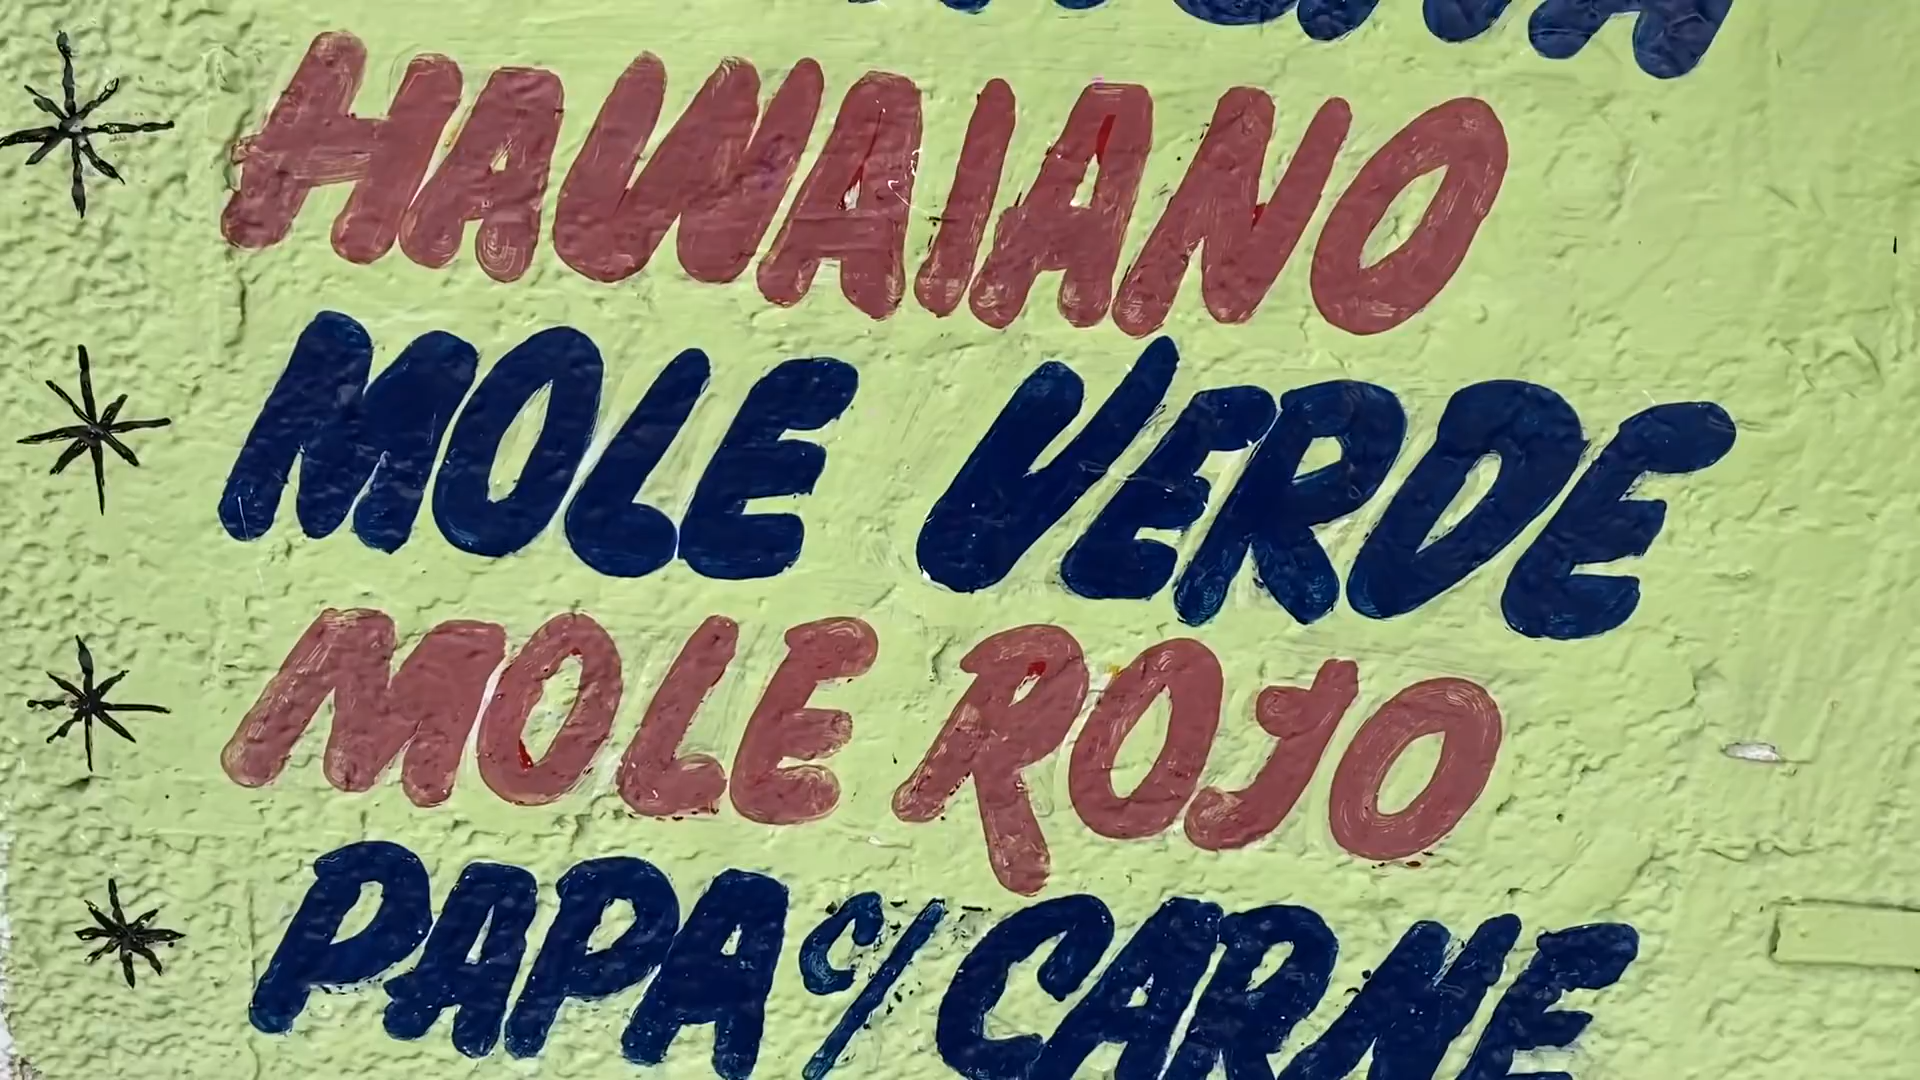 HAWAIANO
MOLE VERDE
MOLE ROJO
PAPA C/ CARNE